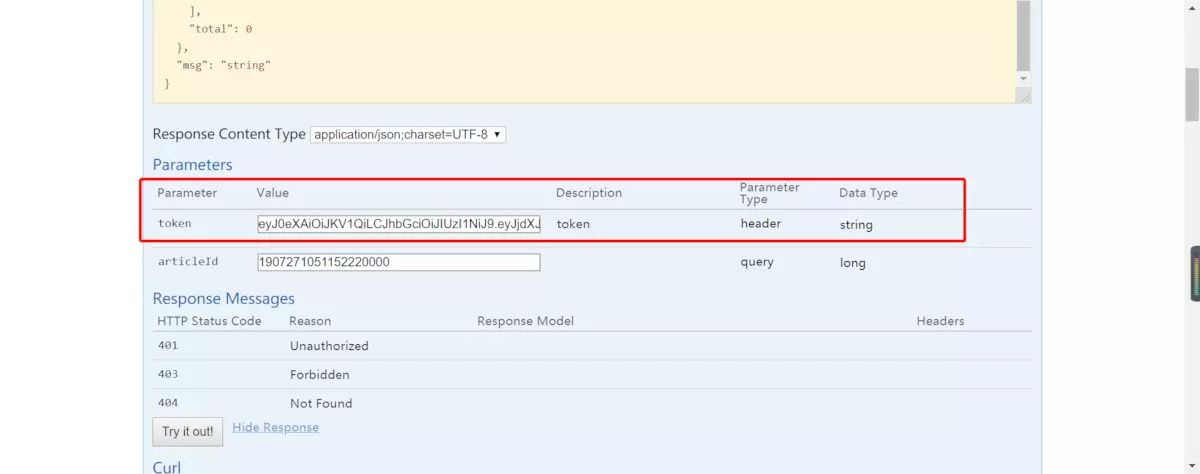 ],
"total": 0
},
"msg": "string"
}
Response Content Type application/json;charset=UTF-8
Parameters
Parameter Value Description Parameter Type Data Type
token eyJ0eXAiOiJKV1QiLCJhbGciOiJIUzI1NiJ9.eyJjdXJ token header string
articleId 1907271051152220000 query long
Response Messages
HTTP Status Code Reason Response Model Headers
401 Unauthorized
403 Forbidden
404 Not Found
Try it out! Hide Response
Curl